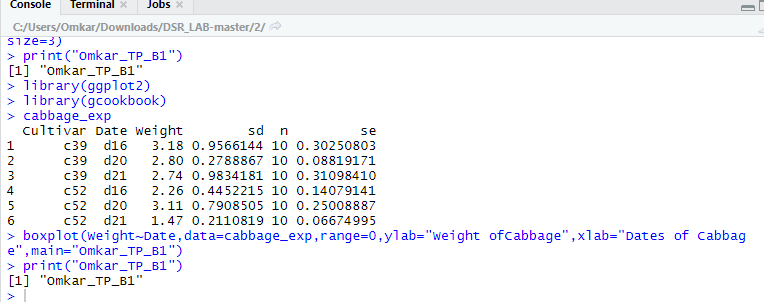 Console Terminal × Jobs ×
C:/Users/Omkar/Downloads/DSR_LAB-master/2/
size=3)
> print("Omkar_TP_B1")
[1] "Omkar_TP_B1"
> library(ggplot2)
> library(gcookbook)
> cabbage_exp
  Cultivar Date Weight        sd  n         se
1      c39  d16   3.18 0.9566144 10 0.30250803
2      c39  d20   2.80 0.2788867 10 0.08819171
3      c39  d21   2.74 0.9834181 10 0.31098410
4      c52  d16   2.26 0.4452215 10 0.14079141
5      c52  d20   3.11 0.7908505 10 0.25008887
6      c52  d21   1.47 0.2110819 10 0.06674995
> boxplot(Weight~Date,data=cabbage_exp,range=0,ylab="Weight ofCabbage",xlab="Dates of Cabbag
e",main="Omkar_TP_B1")
> print("Omkar_TP_B1")
[1] "Omkar_TP_B1"
>